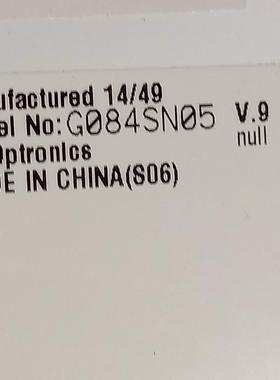 ufactured 14/49
el No: G084SN05 V.9
null
ptronics
E IN CHINA(S06)